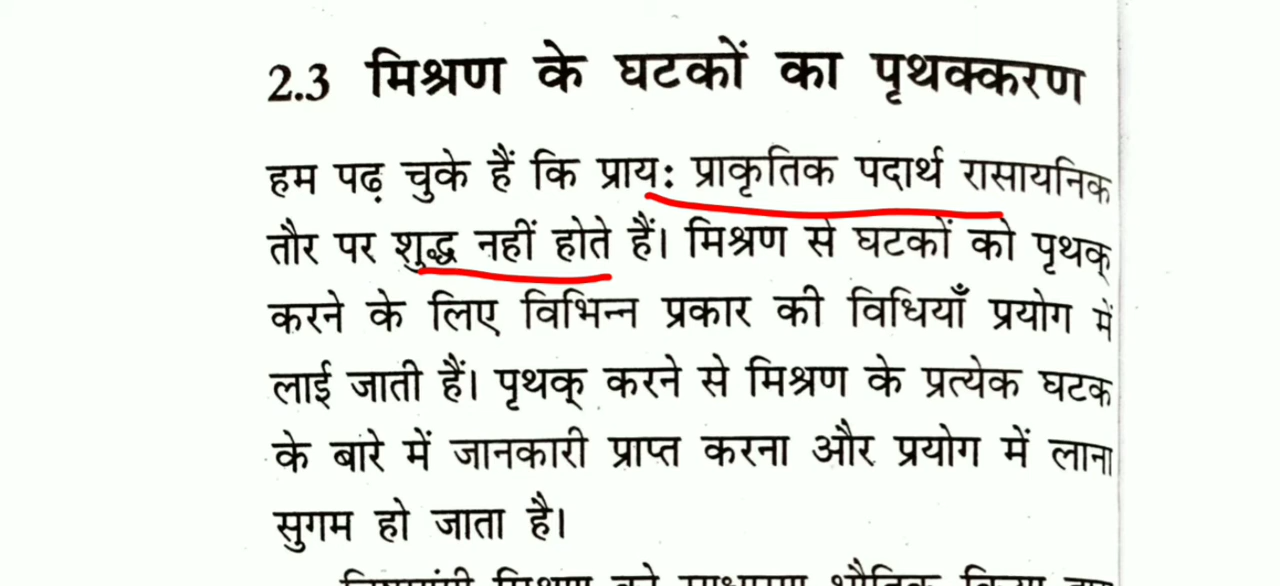 2.3 मिश्रण के घटकों का पृथक्करण
हम पढ़ चुके हैं कि प्रायः प्राकृतिक पदार्थ रासायनिक
तौर पर शुद्ध नहीं होते हैं। मिश्रण से घटकों को पृथक्
करने के लिए विभिन्न प्रकार की विधियाँ प्रयोग में
लाई जाती हैं। पृथक् करने से मिश्रण के प्रत्येक घटक
के बारे में जानकारी प्राप्त करना और प्रयोग में लाना
सुगम हो जाता है।